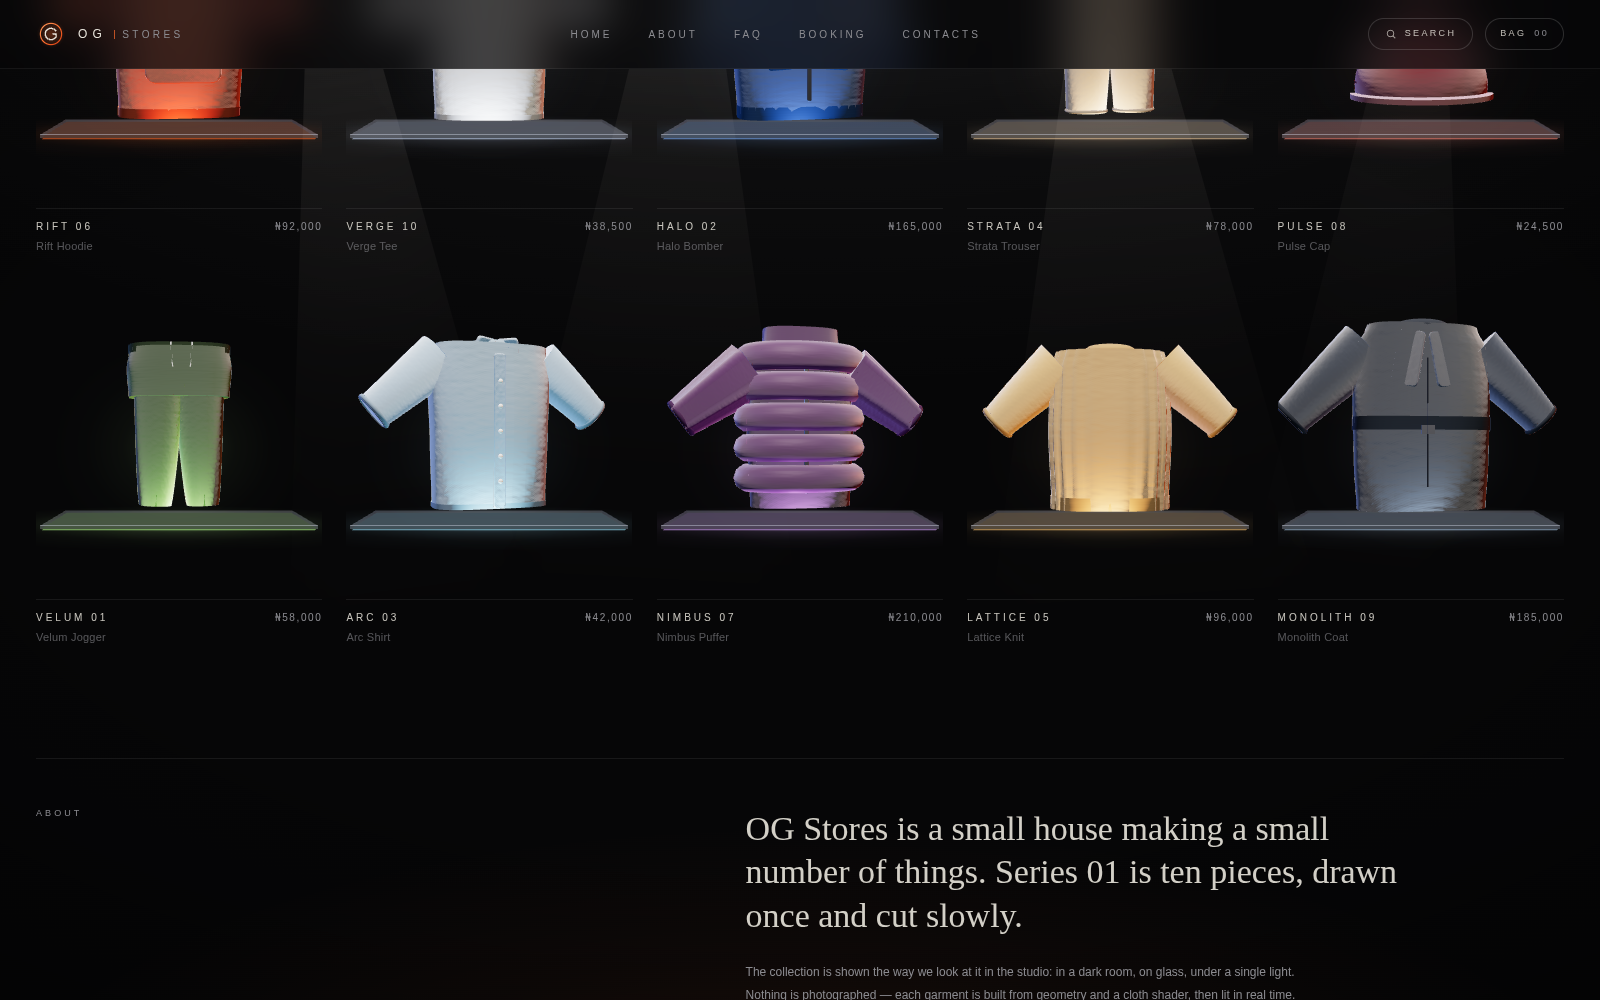 OG | STORES
HOME ABOUT FAQ BOOKING CONTACTS
SEARCH
BAG 00
RIFT 06 ₦92,000
Rift Hoodie
VERGE 10 ₦38,500
Verge Tee
HALO 02 ₦165,000
Halo Bomber
STRATA 04 ₦78,000
Strata Trouser
PULSE 08 ₦24,500
Pulse Cap
VELUM 01 ₦58,000
Velum Jogger
ARC 03 ₦42,000
Arc Shirt
NIMBUS 07 ₦210,000
Nimbus Puffer
LATTICE 05 ₦96,000
Lattice Knit
MONOLITH 09 ₦185,000
Monolith Coat
ABOUT
OG Stores is a small house making a small
number of things. Series 01 is ten pieces, drawn
once and cut slowly.
The collection is shown the way we look at it in the studio: in a dark room, on glass, under a single light.
Nothing is photographed — each garment is built from geometry and a cloth shader, then lit in real time.